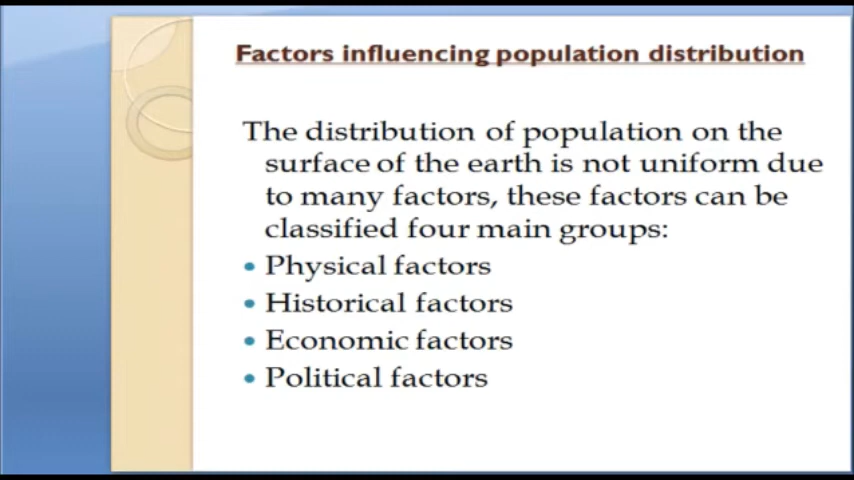 Factors influencing population distribution
The distribution of population on the
surface of the earth is not uniform due
to many factors, these factors can be
classified four main groups:
• Physical factors
• Historical factors
• Economic factors
• Political factors